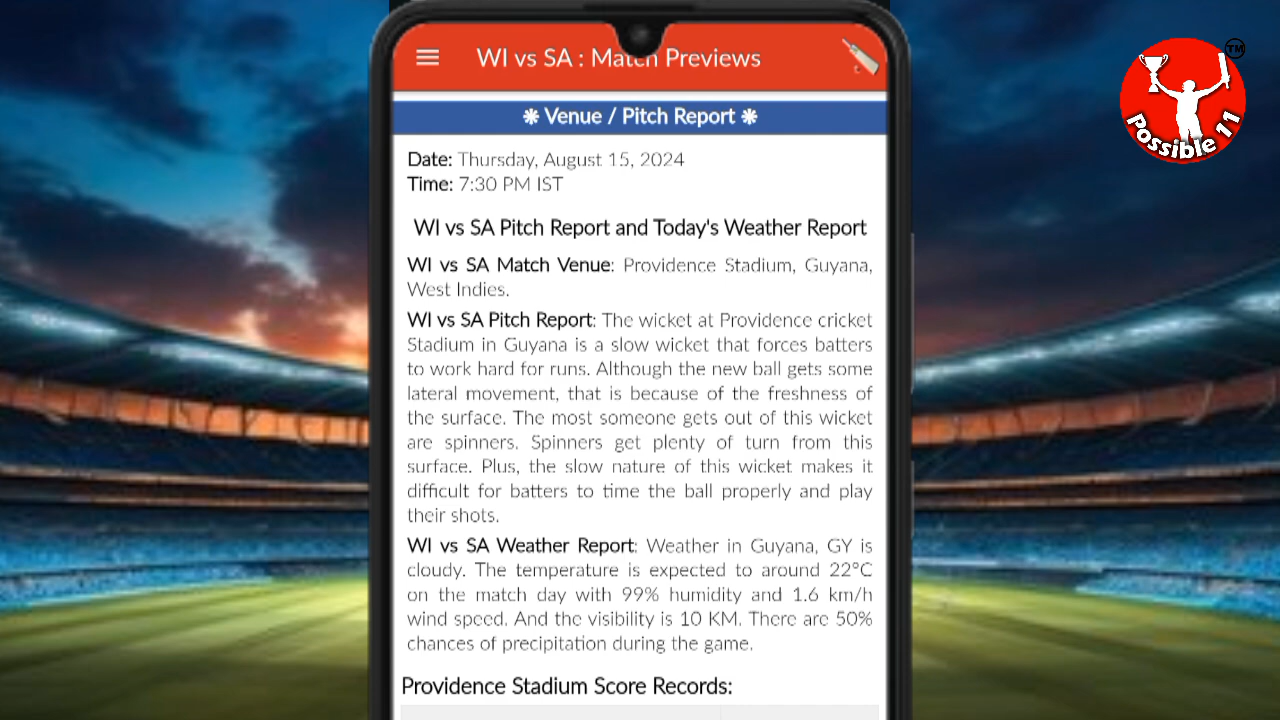 WI vs SA : Match Previews
TM
Possible 11
❋ Venue / Pitch Report ❋
Date: Thursday, August 15, 2024
Time: 7:30 PM IST
WI vs SA Pitch Report and Today's Weather Report
WI vs SA Match Venue: Providence Stadium, Guyana,
West Indies.
WI vs SA Pitch Report: The wicket at Providence cricket
Stadium in Guyana is a slow wicket that forces batters
to work hard for runs. Although the new ball gets some
lateral movement, that is because of the freshness of
the surface. The most someone gets out of this wicket
are spinners. Spinners get plenty of turn from this
surface. Plus, the slow nature of this wicket makes it
difficult for batters to time the ball properly and play
their shots.
WI vs SA Weather Report: Weather in Guyana, GY is
cloudy. The temperature is expected to around 22°C
on the match day with 99% humidity and 1.6 km/h
wind speed. And the visibility is 10 KM. There are 50%
chances of precipitation during the game.
Providence Stadium Score Records: